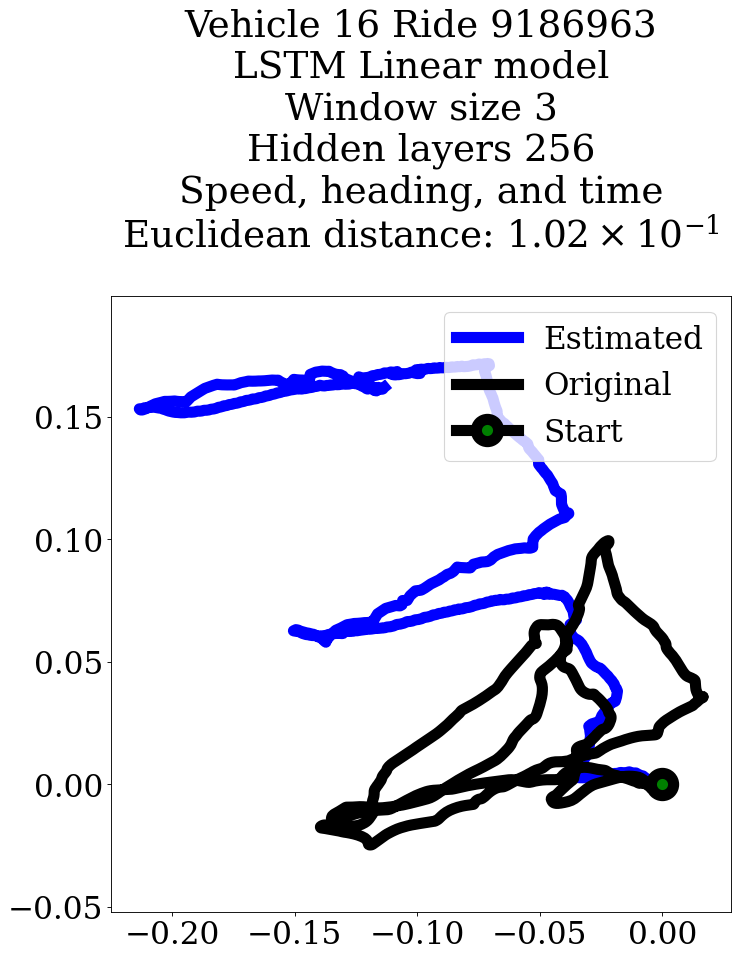 Vehicle 16 Ride 9186963
LSTM Linear model
Window size 3
Hidden layers 256
Speed, heading, and time
Euclidean distance: 1.02 × 10⁻¹
Estimated
Original
Start
0.15
0.10
0.05
0.00
−0.05
−0.20 −0.15 −0.10 −0.05 0.00